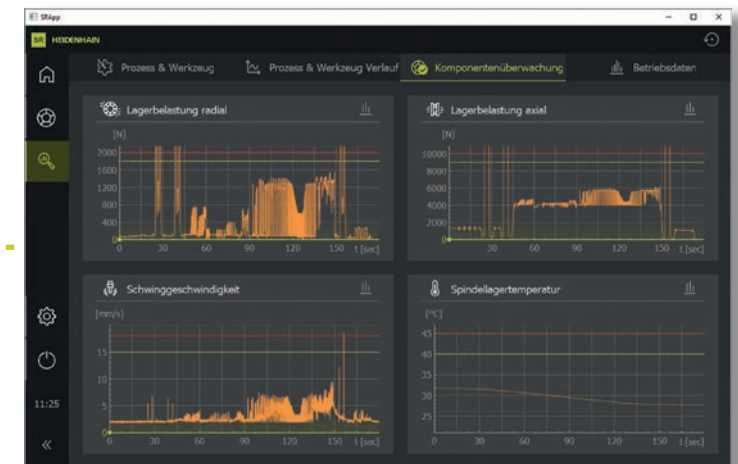 SRApp
SR HEIDENHAIN
Prozess & Werkzeug
Prozess & Werkzeug Verlauf
Komponentenüberwachung
Betriebsdaten
Lagerbelastung radial
[N]
2000
1600
1200
800
400
0
0 30 60 90 120 150 t [sec]
Lagerbelastung axial
[N]
10000
8000
6000
4000
2000
0
30 60 90 120 150 t [sec]
Schwinggeschwindigkeit
[mm/s]
15
10
5
0
0 30 60 90 120 150 t [sec]
Spindellagertemperatur
[°C]
45
40
35
30
25
0 30 60 90 120 150 t [sec]
11:25